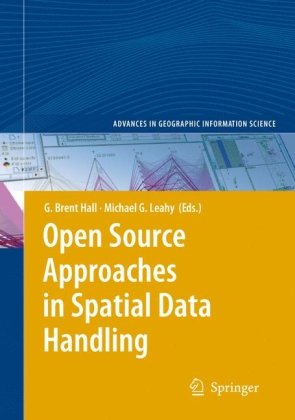 ADVANCES IN GEOGRAPHIC INFORMATION SCIENCE
G. Brent Hall · Michael G. Leahy (Eds.)
Open Source
Approaches
in Spatial Data
Handling
Springer